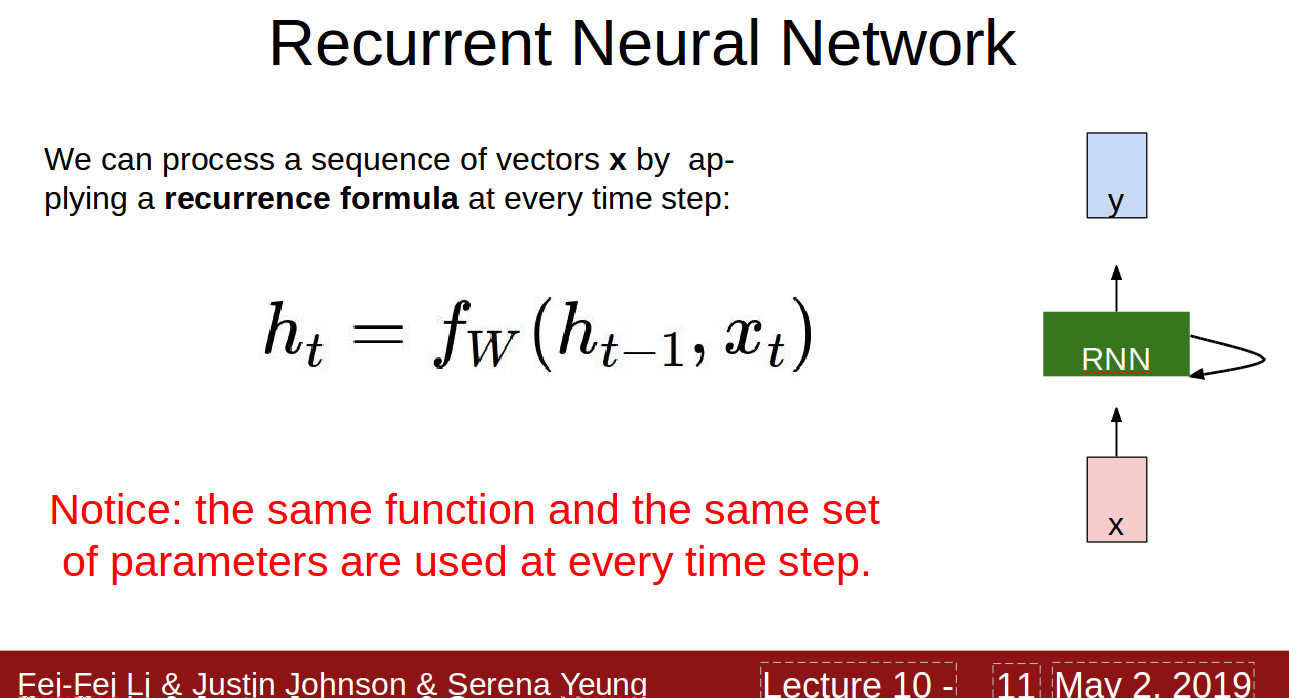 Recurrent Neural Network
We can process a sequence of vectors x by ap-
plying a recurrence formula at every time step:
y
h_t = f_W(h_{t-1}, x_t)
RNN
x
Notice: the same function and the same set
of parameters are used at every time step.
Fei-Fei Li & Justin Johnson & Serena Yeung
Lecture 10 - 11 May 2, 2019